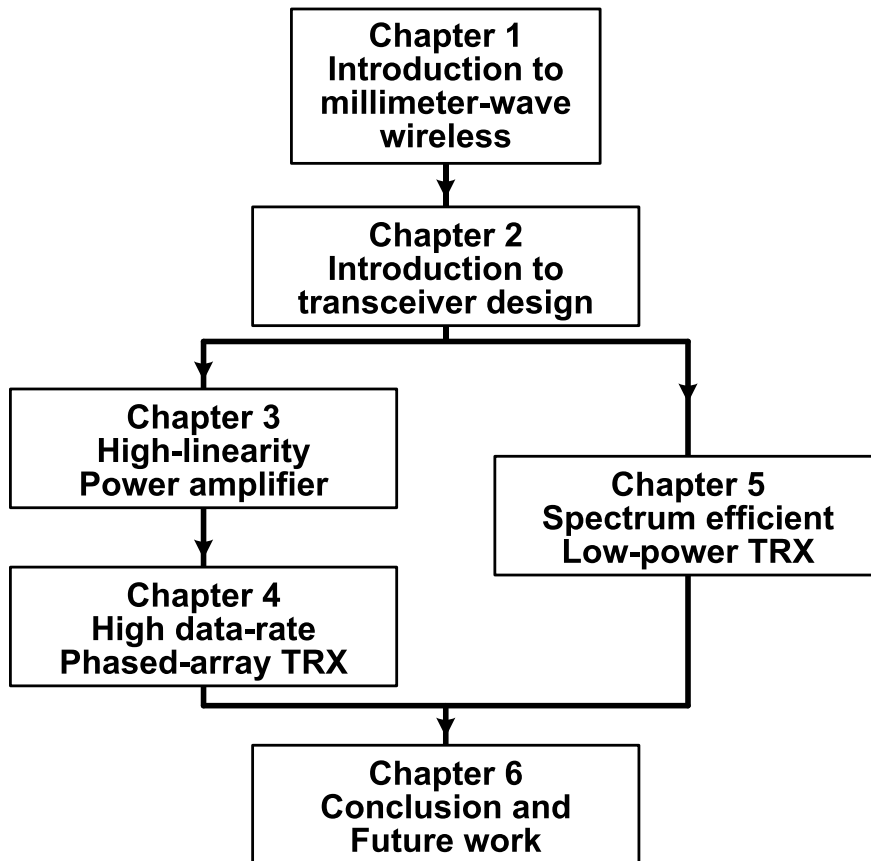 Chapter 1
Introduction to
millimeter-wave
wireless
Chapter 2
Introduction to
transceiver design
Chapter 3
High-linearity
Power amplifier
Chapter 4
High data-rate
Phased-array TRX
Chapter 5
Spectrum efficient
Low-power TRX
Chapter 6
Conclusion and
Future work